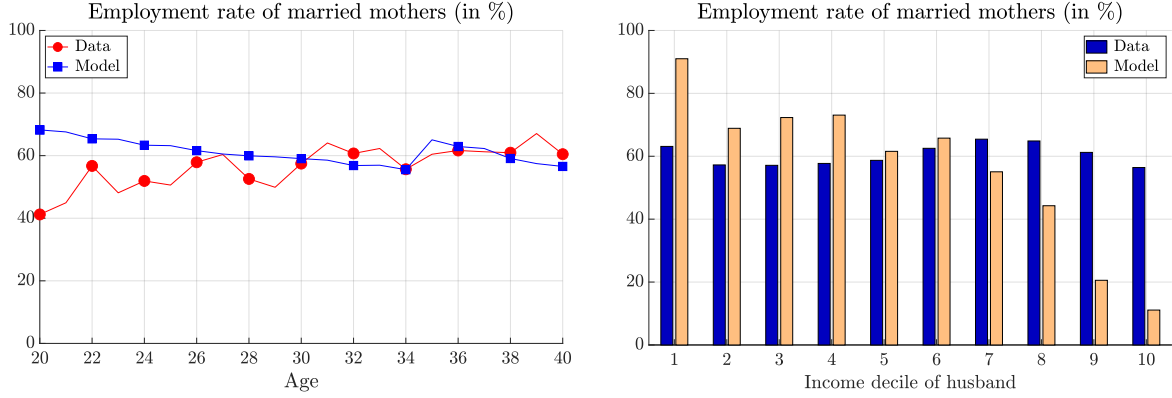 Employment rate of married mothers (in %)
100
80
60
40
20
0
Data
Model
20 22 24 26 28 30 32 34 36 38 40
Age
Employment rate of married mothers (in %)
100
80
60
40
20
0
Data
Model
1 2 3 4 5 6 7 8 9 10
Income decile of husband